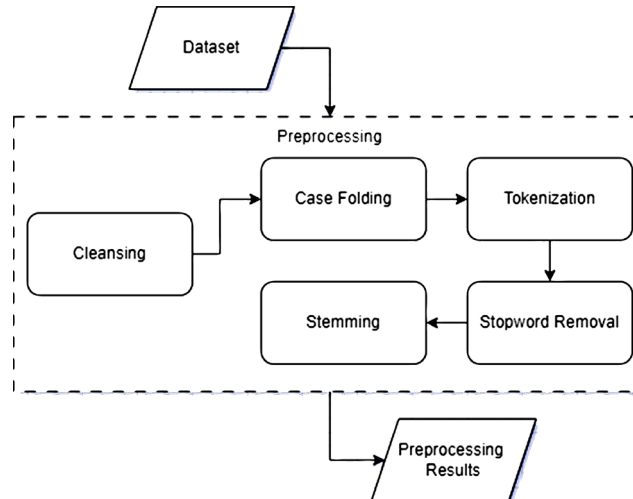 Dataset
Preprocessing
Case Folding
Tokenization
Cleansing
Stemming
Stopword Removal
Preprocessing
Results